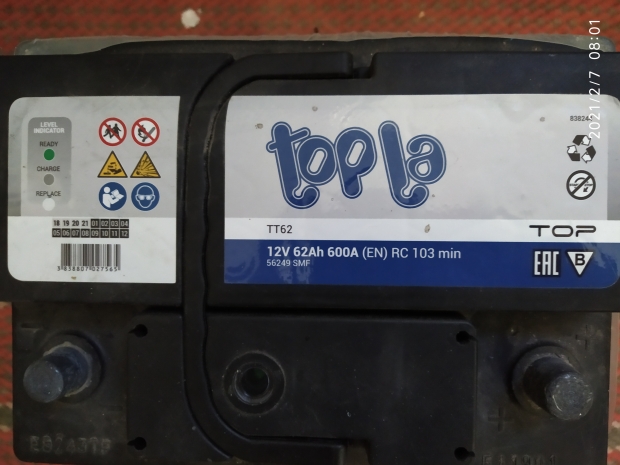 LEVEL
INDICATOR
READY
CHARGE
REPLACE
18 19 20 21 01 02 03 04
05 06 07 08 09 10 11 12
3838807027565
topla
TT62
TOP
12V 62Ah 600A (EN) RC 103 min
56249 SMF
EAC B
2021/2/7 08:01